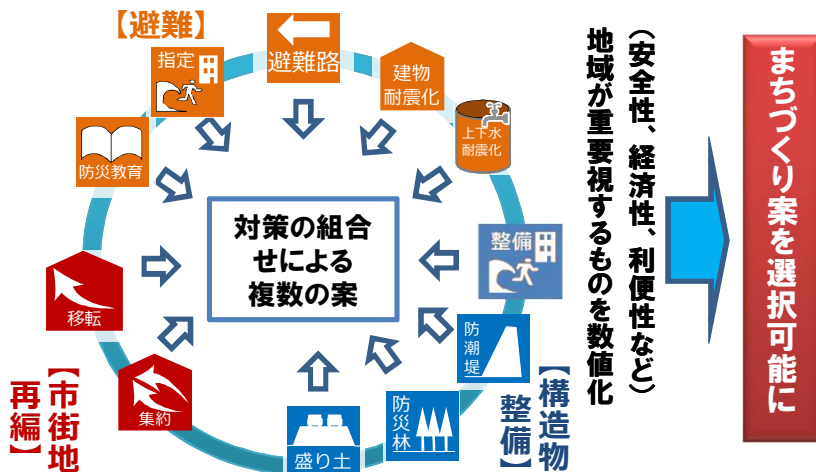 【避難】
指定
避難路
建物
耐震化
上下水
耐震化
防災教育
整備
対策の組合
せによる
複数の案
移転
集約
防潮堤
防災林
盛り土
【市街地
再編】
【構造物
整備】
地域が重要視するものを数値化
（安全性、経済性、利便性など）
まちづくり案を選択可能に